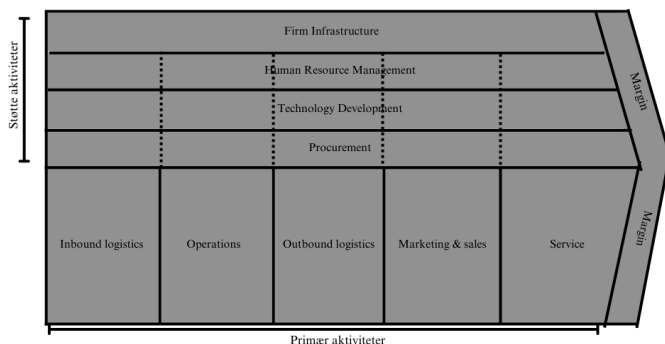 Støtte aktiviteter
Firm Infrastructure
Human Resource Management
Technology Development
Procurement
Margin
Inbound logistics
Operations
Outbound logistics
Marketing & sales
Service
Margin
Primær aktiviteter